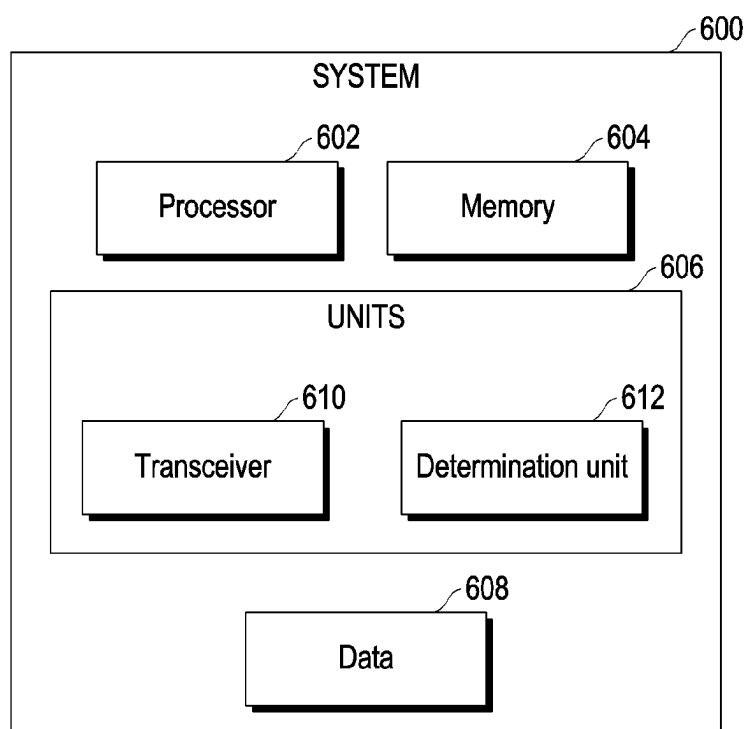 600
SYSTEM
602
604
Processor
Memory
606
UNITS
610
612
Transceiver
Determination unit
608
Data